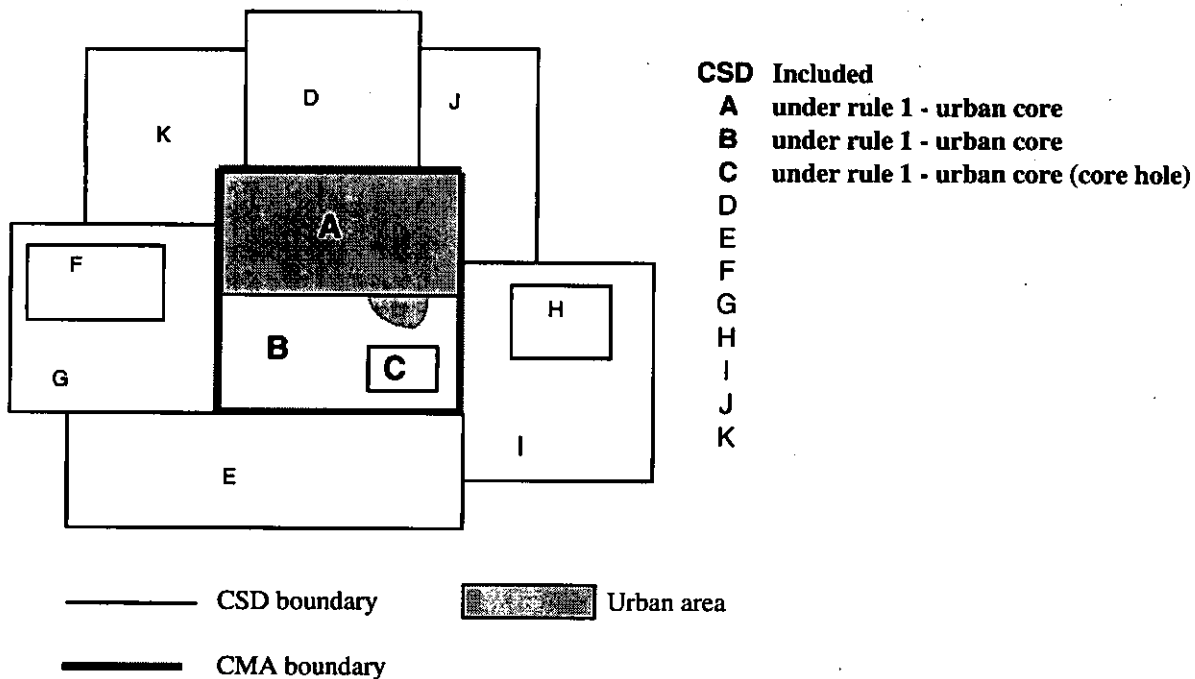 D
J
K
A
F
H
B
C
G
I
E
CSD Included
A under rule 1 - urban core
B under rule 1 - urban core
C under rule 1 - urban core (core hole)
D
E
F
G
H
I
J
K
CSD boundary
Urban area
CMA boundary